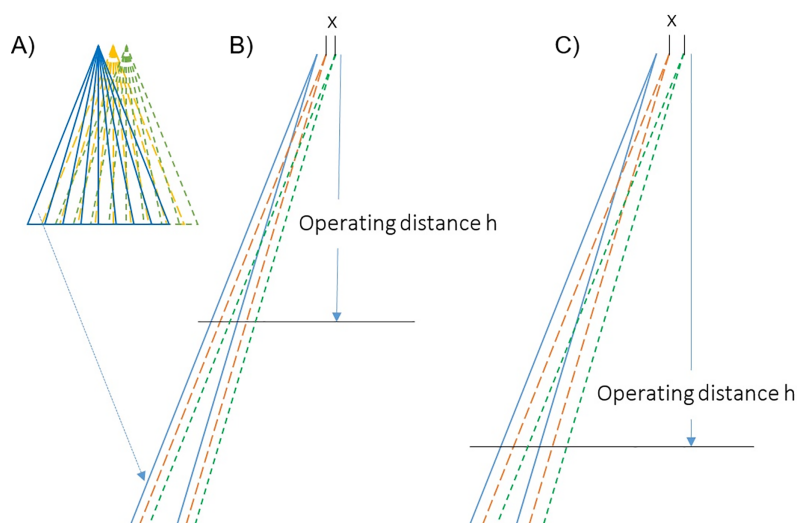 A)
B)
X
Operating distance h
C)
X
Operating distance h